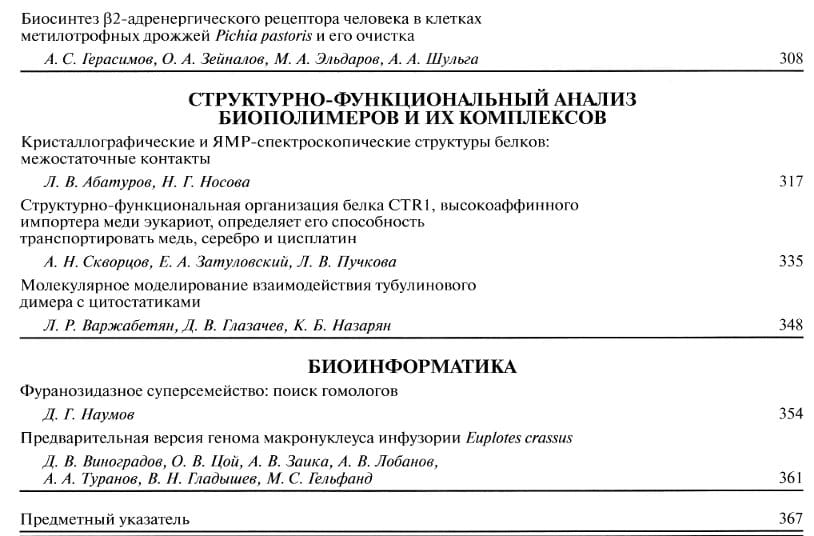 Биосинтез β2-адренергического рецептора человека в клетках
метилотрофных дрожжей Pichia pastoris и его очистка
А. С. Герасимов, О. А. Зейналов, М. А. Эльдаров, А. А. Шульга 308
СТРУКТУРНО-ФУНКЦИОНАЛЬНЫЙ АНАЛИЗ
БИОПОЛИМЕРОВ И ИХ КОМПЛЕКСОВ
Кристаллографические и ЯМР-спектроскопические структуры белков:
межостаточные контакты
Л. В. Абатуров, Н. Г. Носова 317
Структурно-функциональная организация белка CTR1, высокоаффинного
импортера меди эукариот, определяет его способность
транспортировать медь, серебро и цисплатин
А. Н. Скворцов, Е. А. Затуловский, Л. В. Пучкова 335
Молекулярное моделирование взаимодействия тубулинового
димера с цитостатиками
Л. Р. Варжабетян, Д. В. Глазачев, К. Б. Назарян 348
БИОИНФОРМАТИКА
Фуранозидазное суперсемейство: поиск гомологов
Д. Г. Наумов 354
Предварительная версия генома макронуклеуса инфузории Euplotes crassus
Д. В. Виноградов, О. В. Цой, А. В. Заика, А. В. Лобанов,
А. А. Туранов, В. Н. Гладышев, М. С. Гельфанд 361
Предметный указатель 367